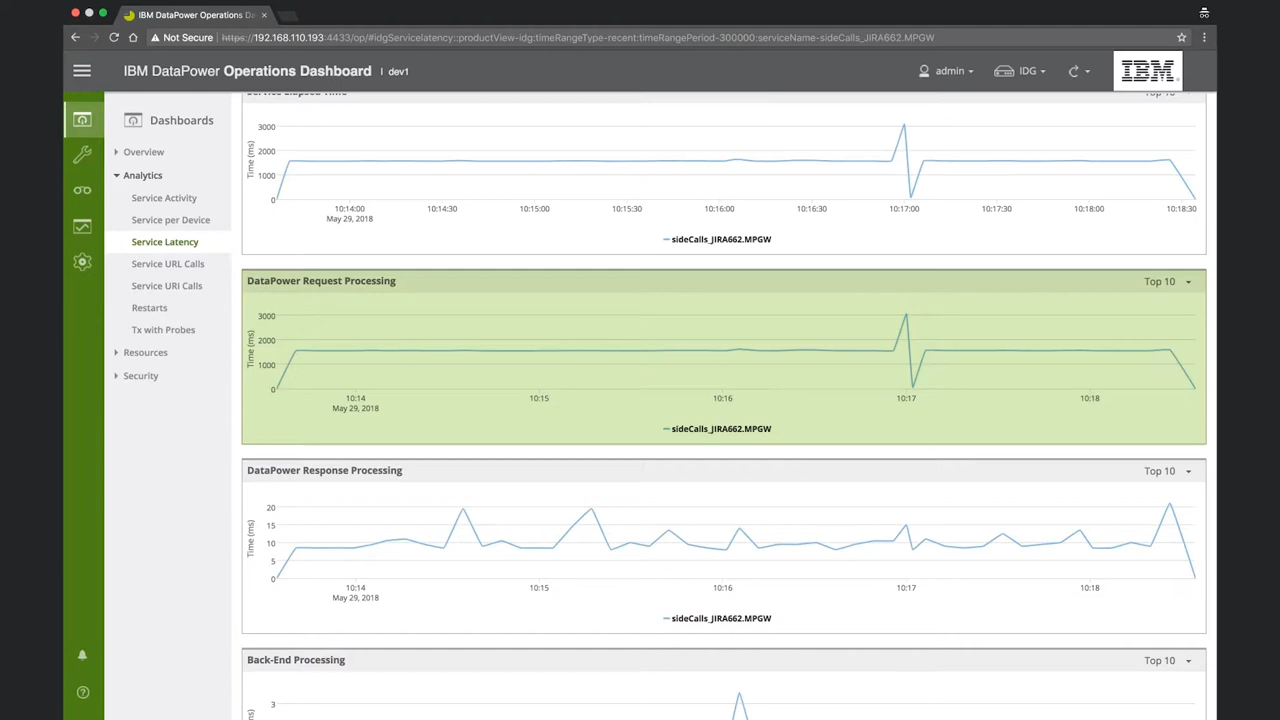 IBM DataPower Operations Da
Not Secure https://192.168.110.193:4433/op/#idgServicelatency::productView-idg:timeRangeType-recent:timeRangePeriod-300000:serviceName-sideCalls_JIRA662.MPGW
IBM DataPower Operations Dashboard | dev1
admin
IDG
IBM
Dashboards
Overview
Analytics
Service Activity
Service per Device
Service Latency
Service URL Calls
Service URI Calls
Restarts
Tx with Probes
Resources
Security
Service Elapsed Time
Top 10
Time (ms)
3000
2000
1000
0
10:14:00 10:14:30 10:15:00 10:15:30 10:16:00 10:16:30 10:17:00 10:17:30 10:18:00 10:18:30
May 29, 2018
sideCalls_JIRA662.MPGW
DataPower Request Processing
Top 10
Time (ms)
3000
2000
1000
0
10:14 10:15 10:16 10:17 10:18
May 29, 2018
sideCalls_JIRA662.MPGW
DataPower Response Processing
Top 10
Time (ms)
20
15
10
5
0
10:14 10:15 10:16 10:17 10:18
May 29, 2018
sideCalls_JIRA662.MPGW
Back-End Processing
Top 10
3
(ms)